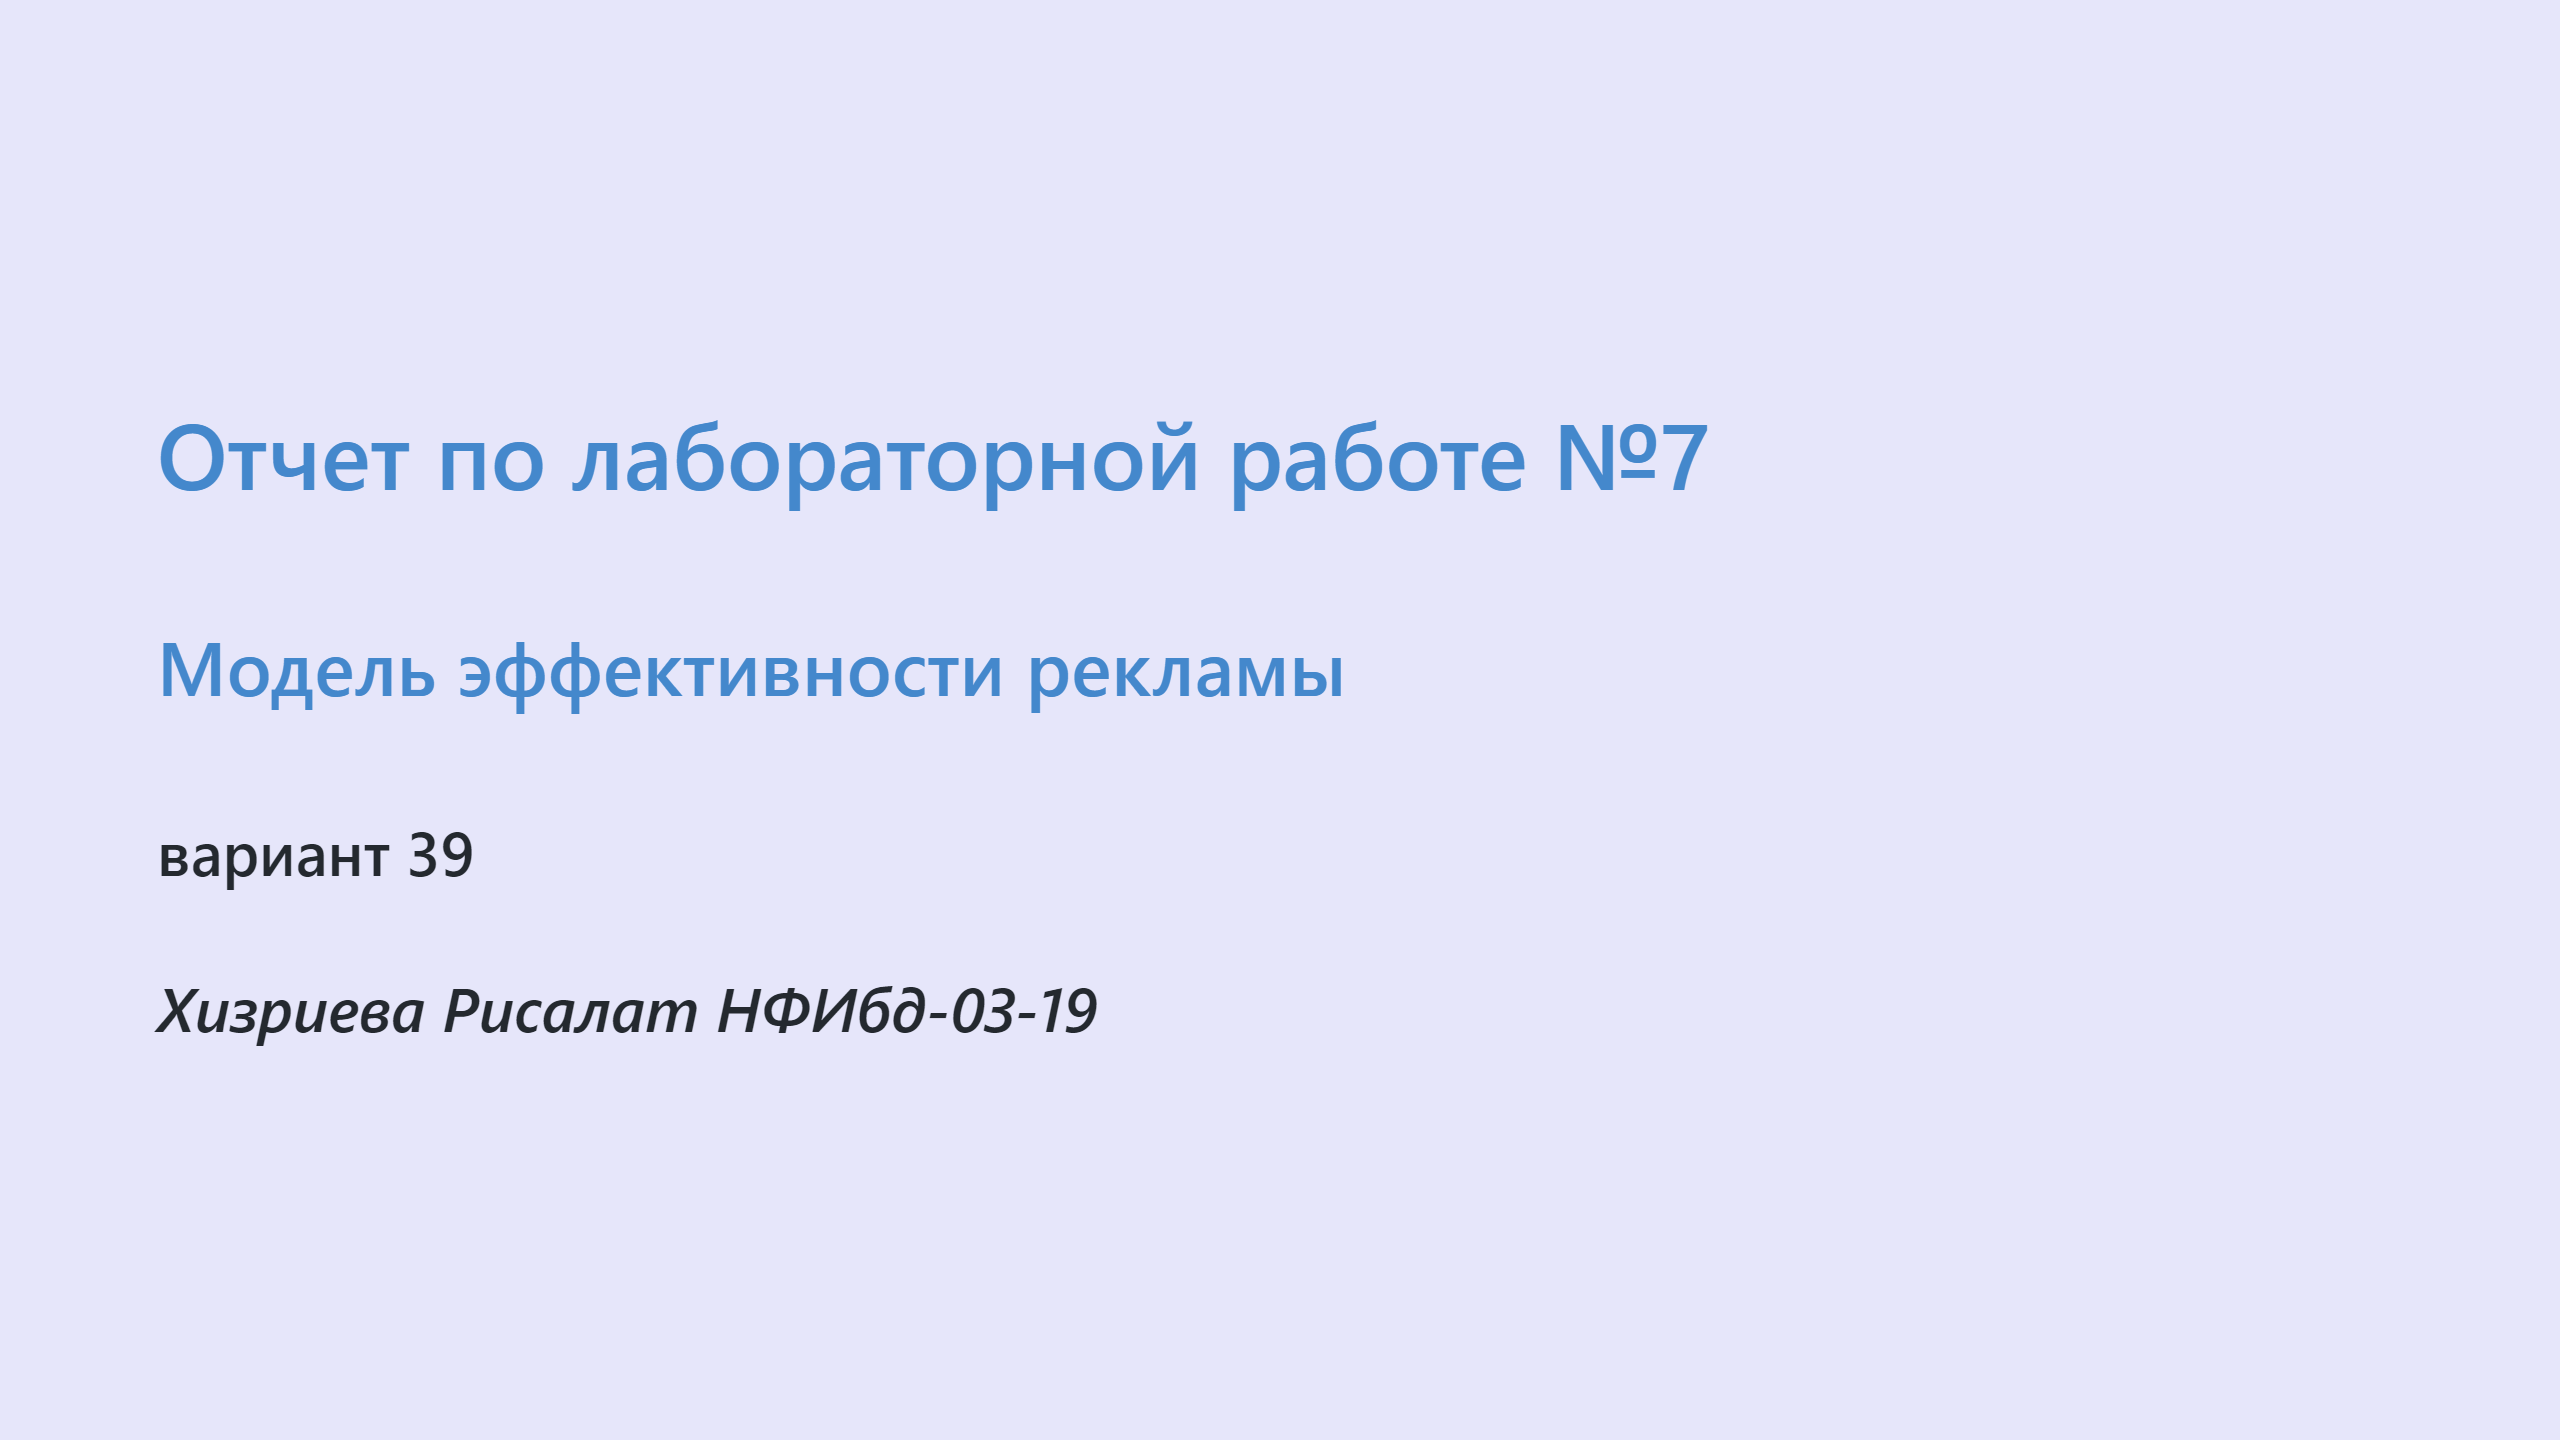 Отчет по лабораторной работе №7
Модель эффективности рекламы
вариант 39
Хизриева Рисалат НФИбд-03-19